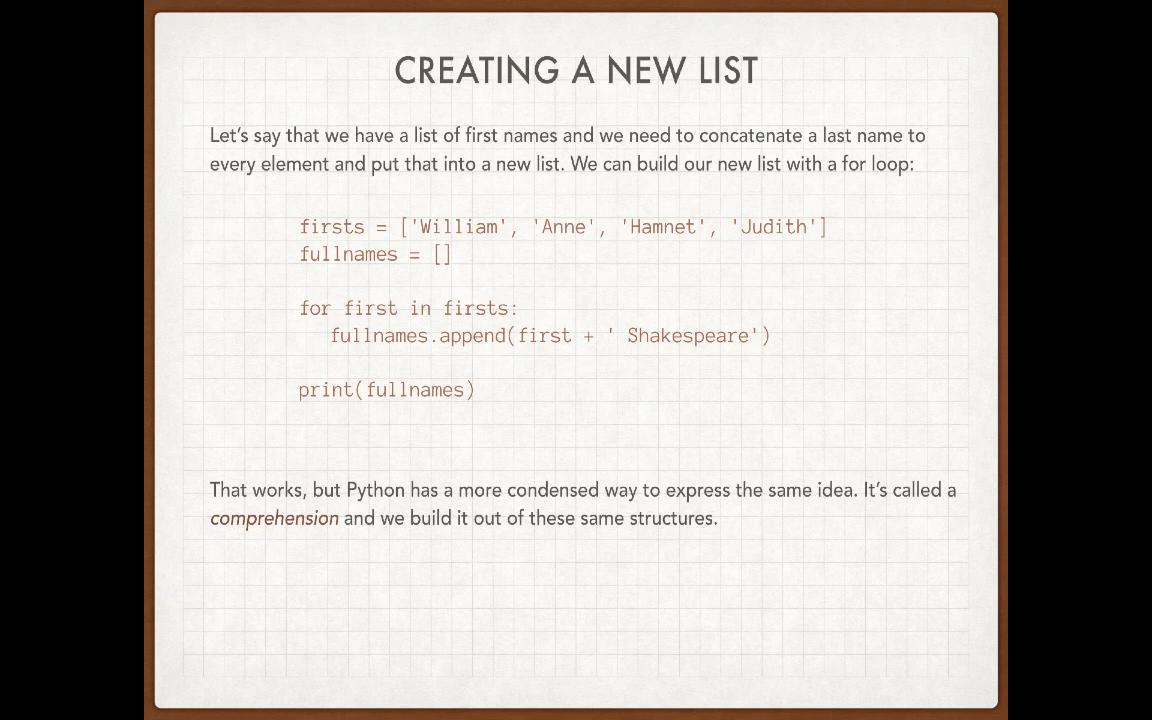 CREATING A NEW LIST
Let’s say that we have a list of first names and we need to concatenate a last name to
every element and put that into a new list. We can build our new list with a for loop:
firsts = ['William', 'Anne', 'Hamnet', 'Judith']
fullnames = []
for first in firsts:
   fullnames.append(first + ' Shakespeare')
print(fullnames)
That works, but Python has a more condensed way to express the same idea. It’s called a
comprehension and we build it out of these same structures.